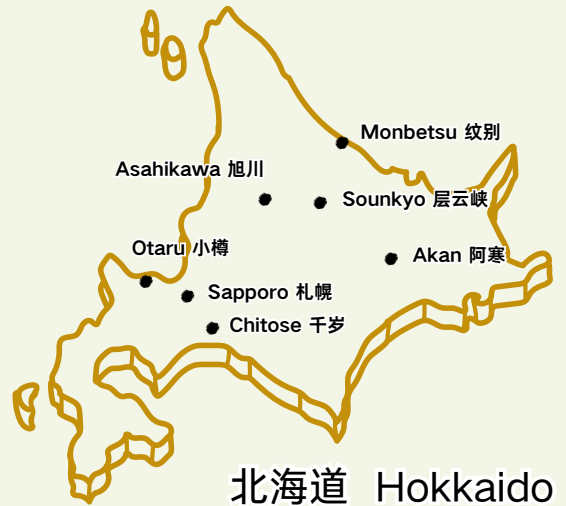 Monbetsu 纹别
Asahikawa 旭川
Sounkyo 层云峡
Otaru 小樽
Akan 阿寒
Sapporo 札幌
Chitose 千岁
北海道 Hokkaido